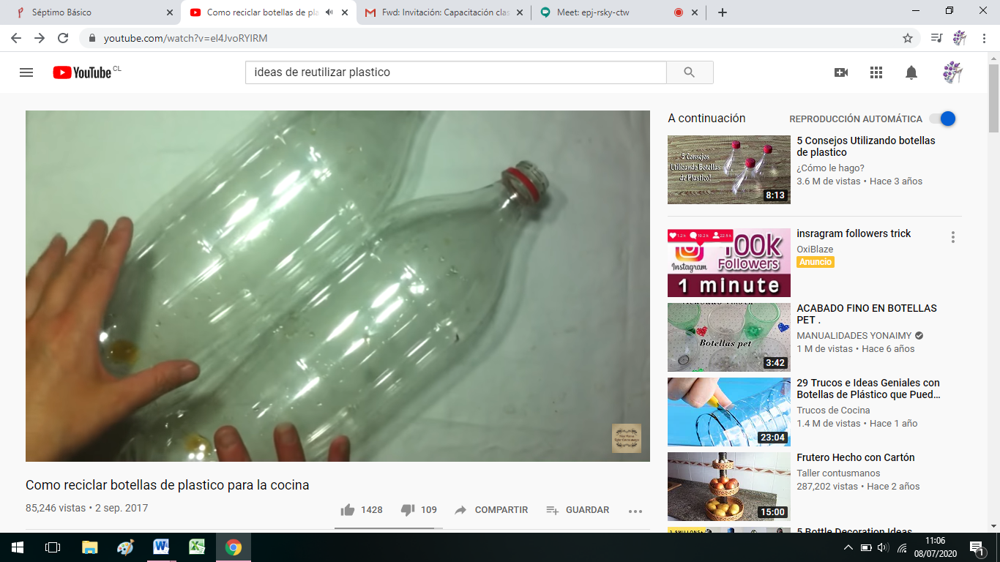 Séptimo Básico
Como reciclar botellas de pla
Fwd: Invitación: Capacitación clas
Meet: epj-rsky-ctw
youtube.com/watch?v=eI4JvoRYIRM
YouTube CL
ideas de reutilizar plastico
A continuación
REPRODUCCIÓN AUTOMÁTICA
5 Consejos
Utilizando Botellas
de Plastico!
8:13
5 Consejos Utilizando botellas
de plastico
¿Cómo le hago?
3.6 M de vistas • Hace 3 años
1.2 k 10.2 k 22.5 k
Instagram
100k
Followers
1 minute
insragram followers trick
OxiBlaze
Anuncio
Botellas pet
3:42
ACABADO FINO EN BOTELLAS
PET .
MANUALIDADES YONAIMY
1 M de vistas • Hace 6 años
23:04
29 Trucos e Ideas Geniales con
Botellas de Plástico que Pued...
Trucos de Cocina
1.4 M de vistas • Hace 1 año
15:00
Frutero Hecho con Cartón
Taller contusmanos
287,202 vistas • Hace 2 años
5 Bottle Decoration Ideas
Como reciclar botellas de plastico para la cocina
85,246 vistas • 2 sep. 2017
1428
109
COMPARTIR
GUARDAR
11:06
08/07/2020
1